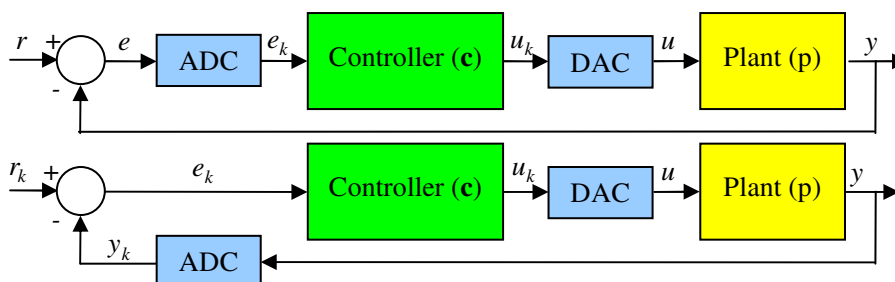 r + e ADC e_k Controller (c) u_k DAC u Plant (p) y
-
r_k + e_k Controller (c) u_k DAC u Plant (p) y
-
y_k ADC